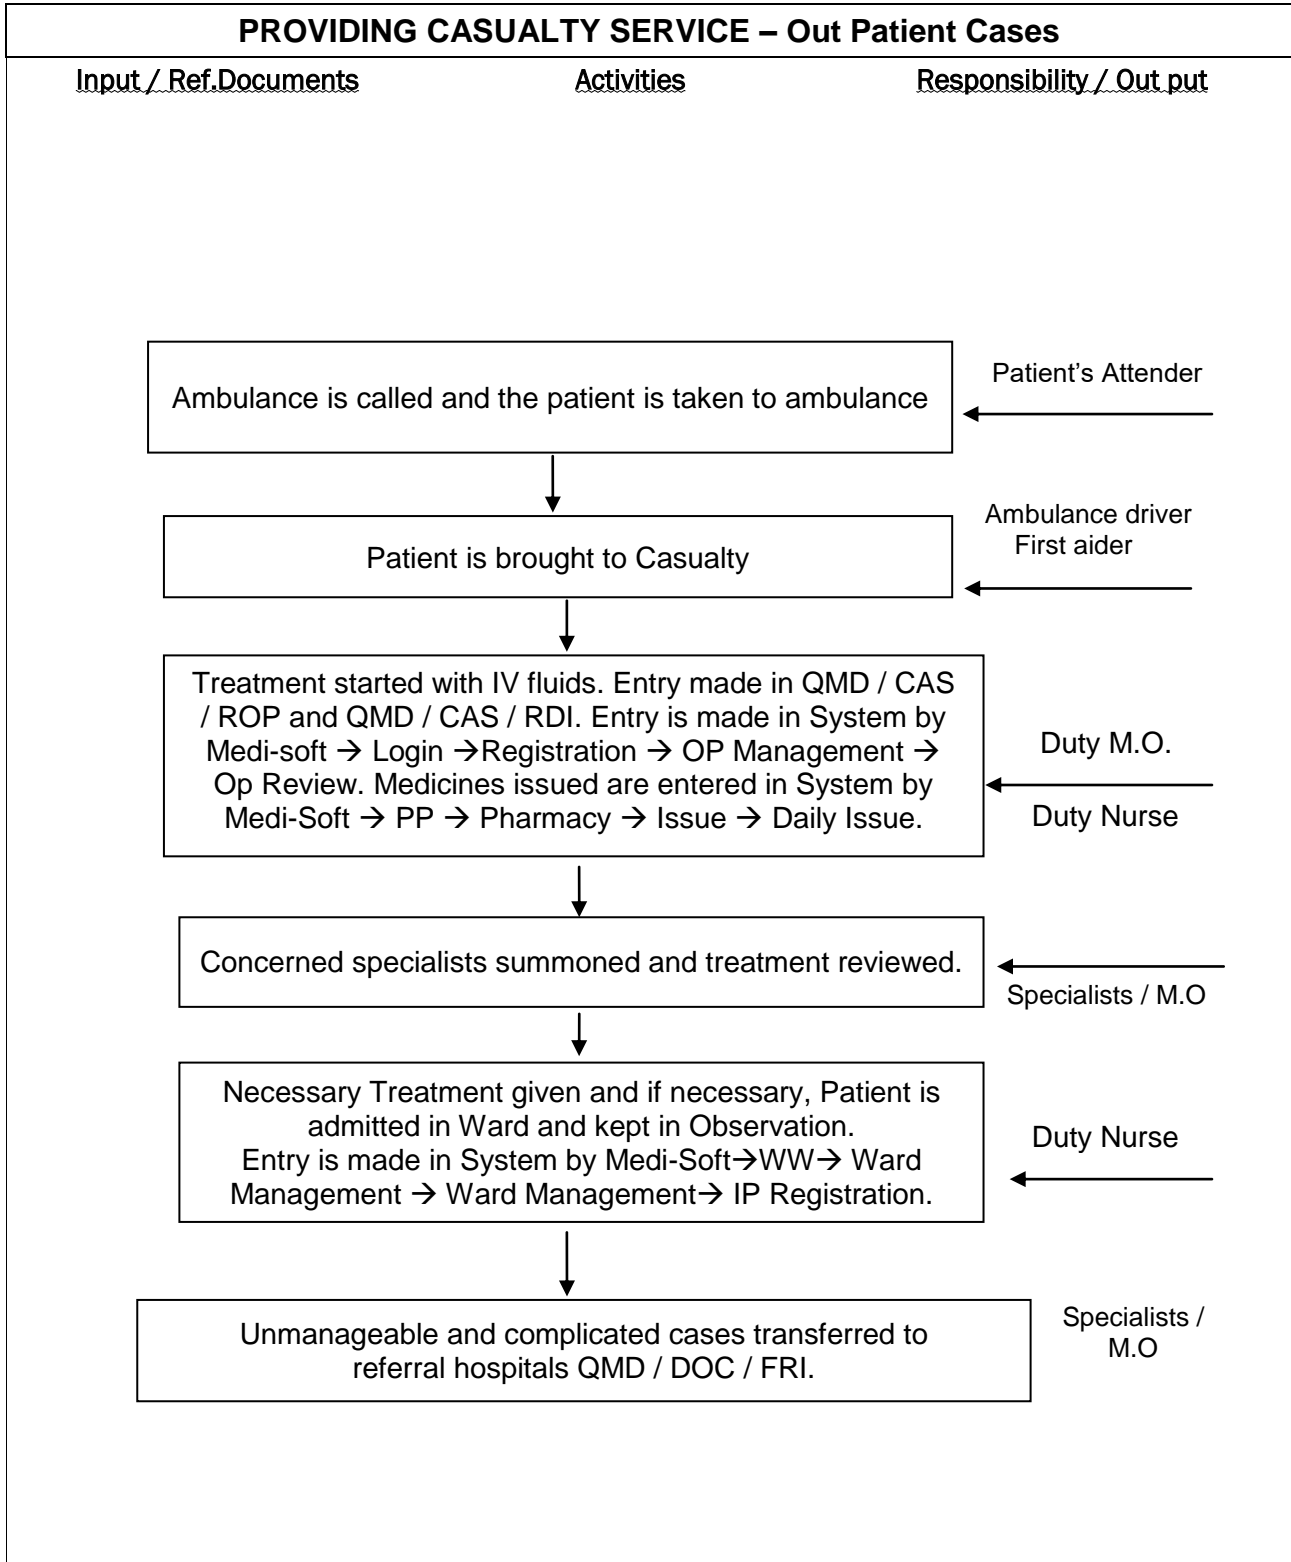 PROVIDING CASUALTY SERVICE – Out Patient Cases
Input / Ref.Documents
Activities
Responsibility / Out put
Ambulance is called and the patient is taken to ambulance
Patient’s Attender
Patient is brought to Casualty
Ambulance driver
First aider
Treatment started with IV fluids. Entry made in QMD / CAS
/ ROP and QMD / CAS / RDI. Entry is made in System by
Medi-soft → Login →Registration → OP Management →
Op Review. Medicines issued are entered in System by
Medi-Soft → PP → Pharmacy → Issue → Daily Issue.
Duty M.O.
Duty Nurse
Concerned specialists summoned and treatment reviewed.
Specialists / M.O
Necessary Treatment given and if necessary, Patient is
admitted in Ward and kept in Observation.
Entry is made in System by Medi-Soft→WW→ Ward
Management → Ward Management→ IP Registration.
Duty Nurse
Unmanageable and complicated cases transferred to
referral hospitals QMD / DOC / FRI.
Specialists /
M.O